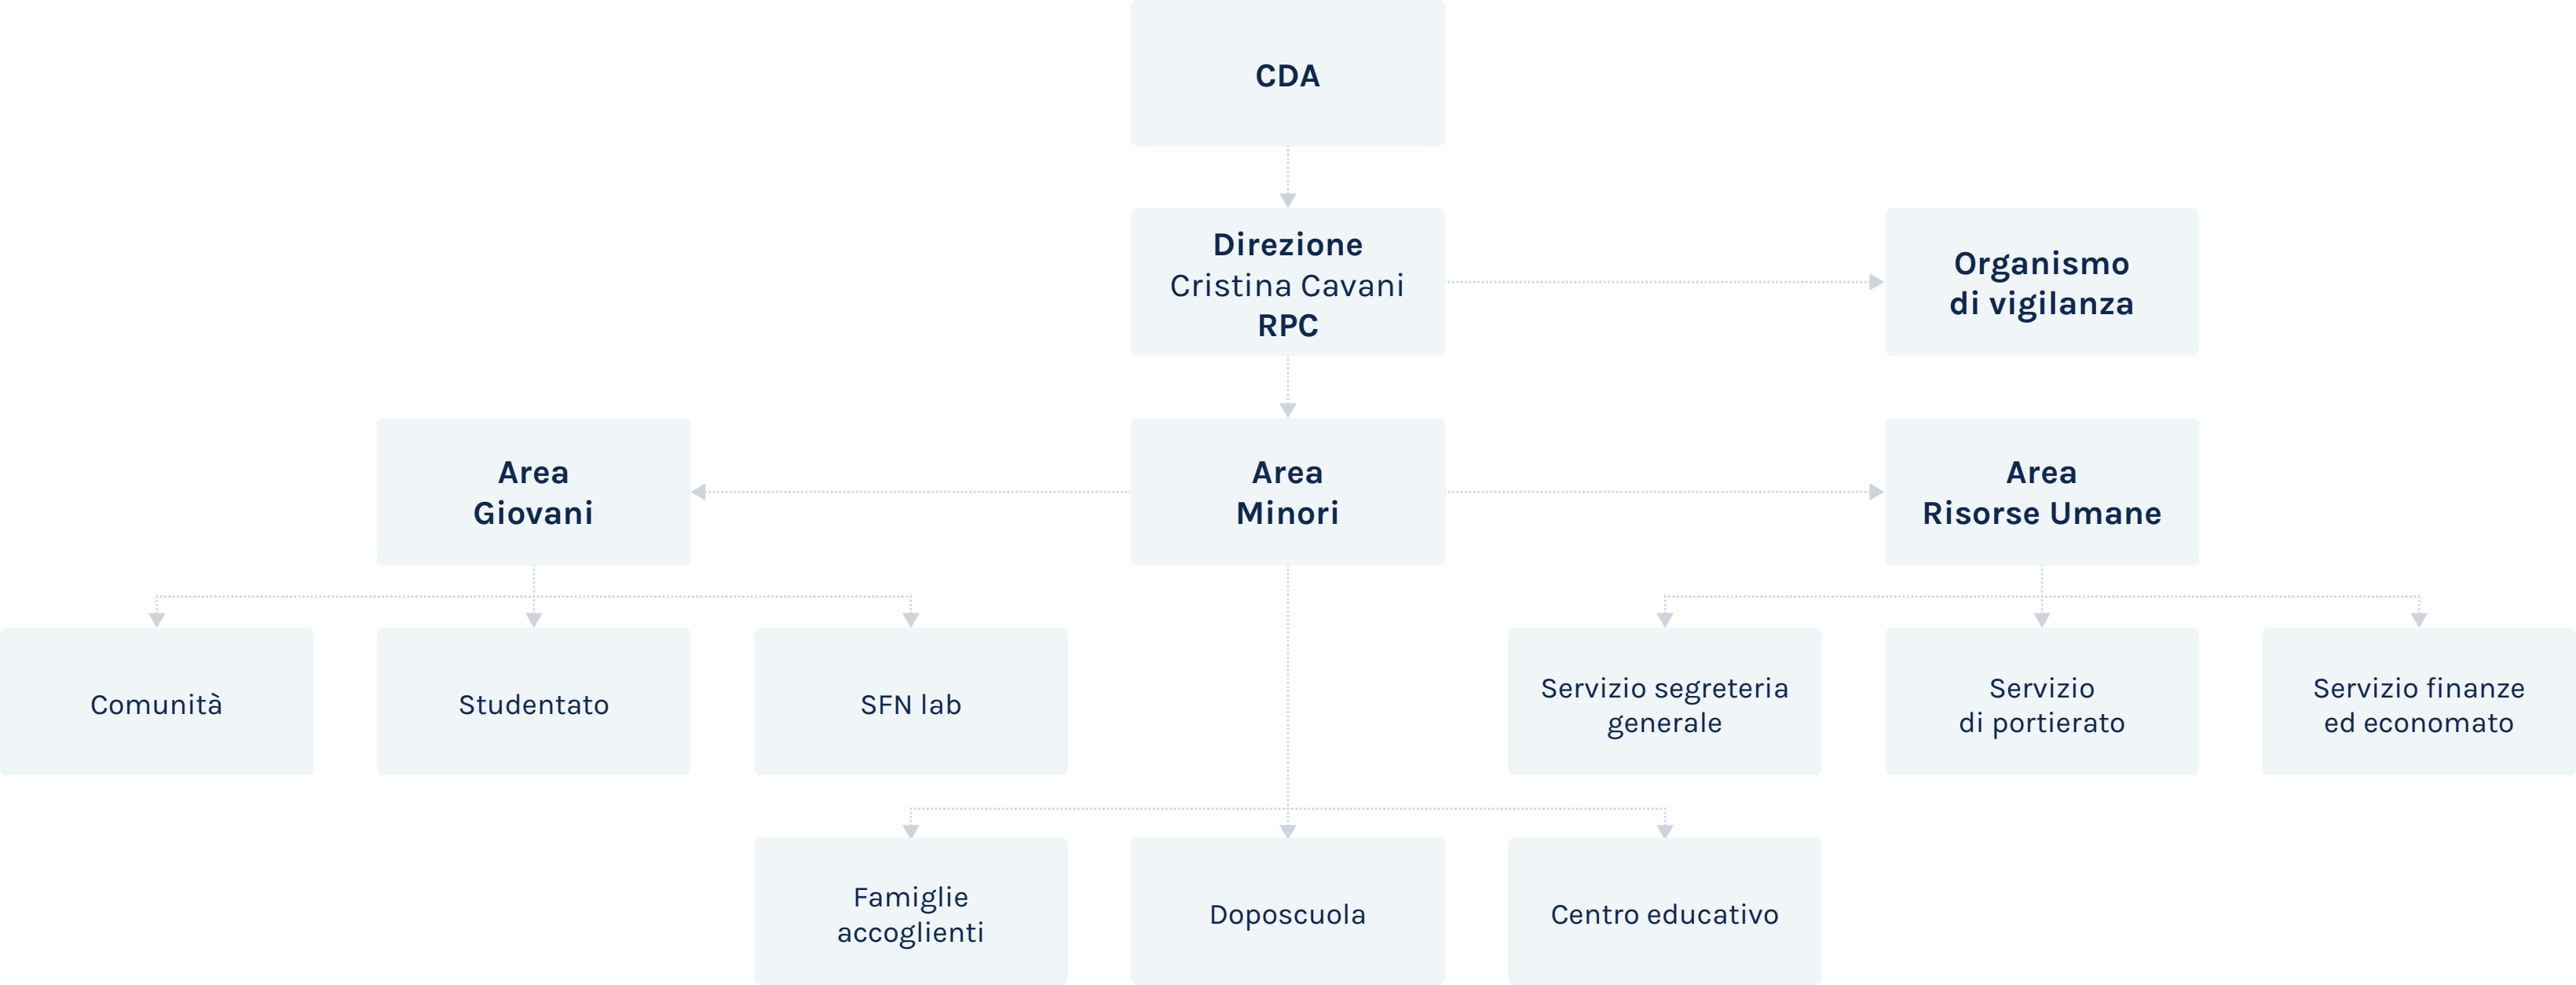 CDA
Direzione
Cristina Cavani
RPC
Organismo
di vigilanza
Area
Giovani
Area
Minori
Area
Risorse Umane
Comunità
Studentato
SFN lab
Servizio segreteria
generale
Servizio
di portierato
Servizio finanze
ed economato
Famiglie
accoglienti
Doposcuola
Centro educativo